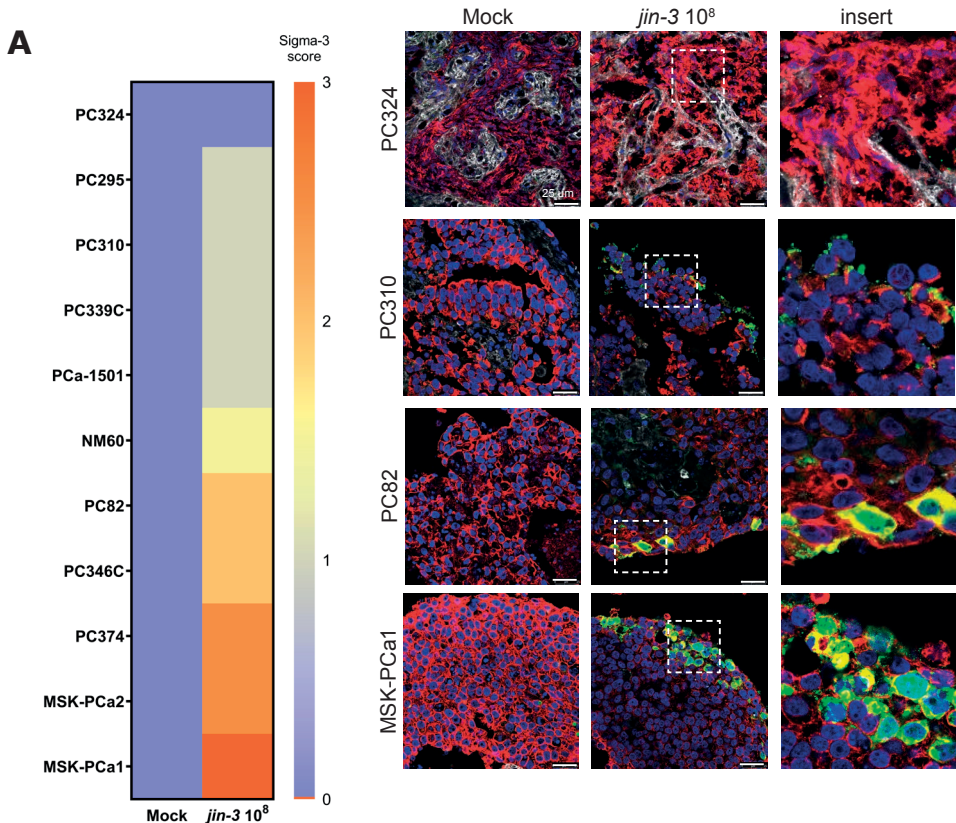 A
Sigma-3
score
3
2
1
0
PC324
PC295
PC310
PC339C
PCa-1501
NM60
PC82
PC346C
PC374
MSK-PCa2
MSK-PCa1
Mock jin-3 10⁸
Mock jin-3 10⁸ insert
PC324
25 µm
PC310
PC82
MSK-PCa1